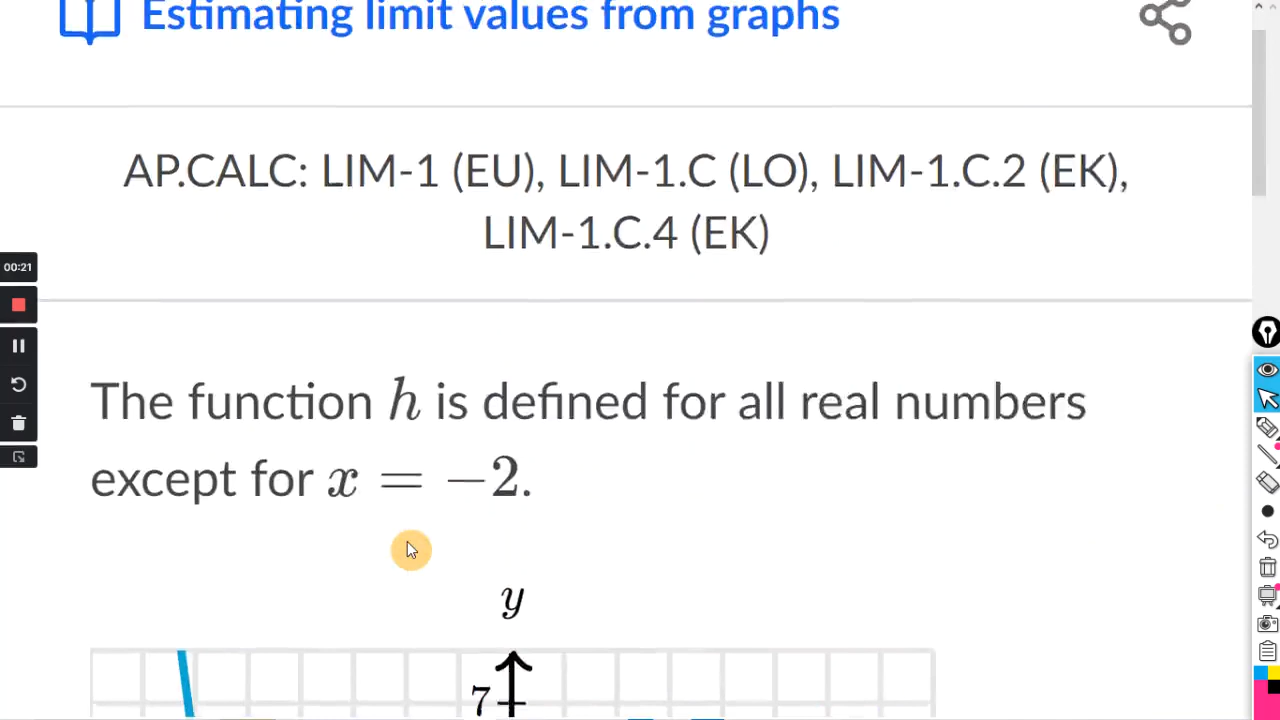 Estimating limit values from graphs
AP.CALC: LIM‑1 (EU), LIM‑1.C (LO), LIM‑1.C.2 (EK),
LIM‑1.C.4 (EK)
00:21
The function h is defined for all real numbers
except for x = −2.
y
7